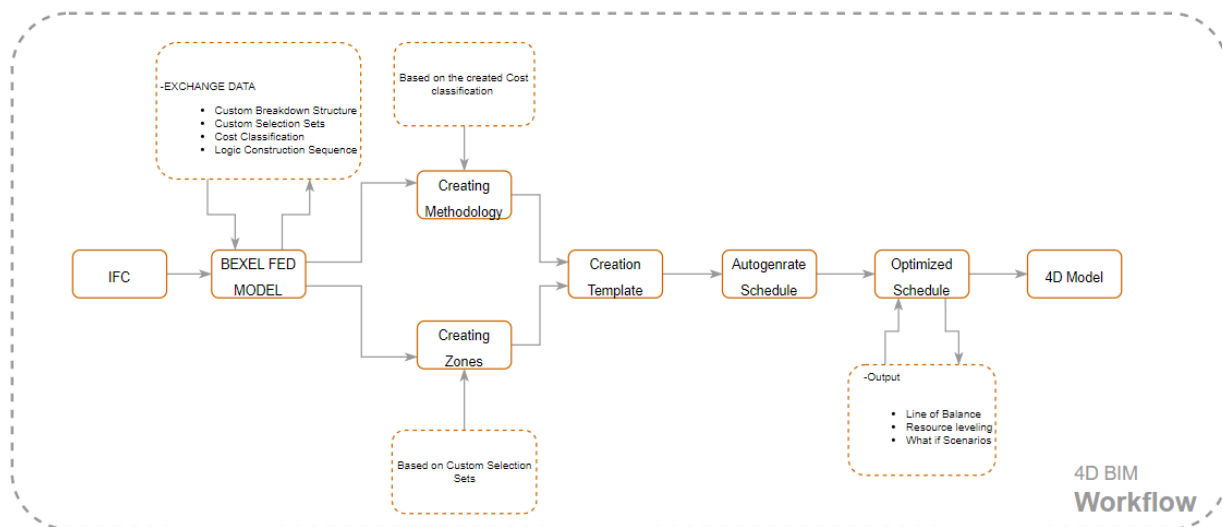 -EXCHANGE DATA
• Custom Breakdown Structure
• Custom Selection Sets
• Cost Classification
• Logic Construction Sequence
Based on the created Cost
classification
Creating
Methodology
IFC
BEXEL FED
MODEL
Creation
Template
Autogenrate
Schedule
Optimized
Schedule
4D Model
Creating
Zones
-Output
• Line of Balance
• Resource leveling
• What if Scenarios
Based on Custom Selection
Sets
4D BIM
Workflow